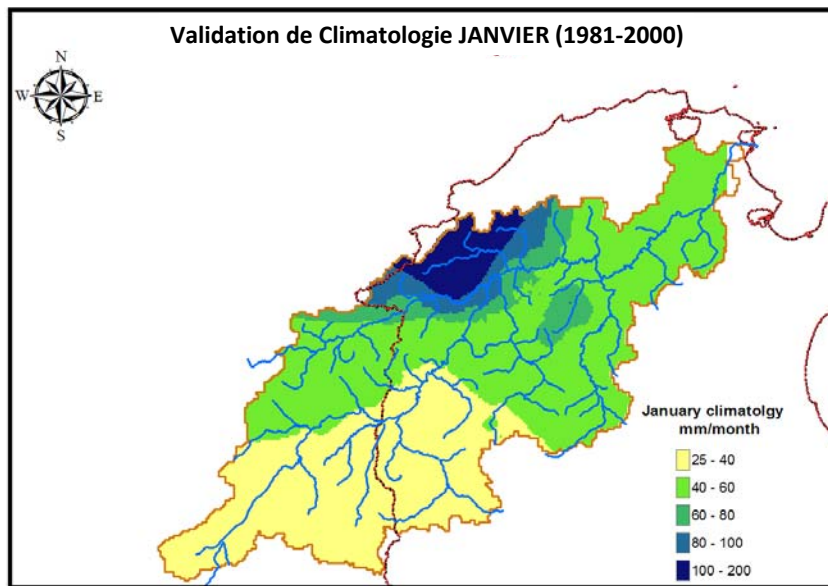 Validation de Climatologie JANVIER (1981-2000)
N
W E
S
January climatolgy
mm/month
25 - 40
40 - 60
60 - 80
80 - 100
100 - 200